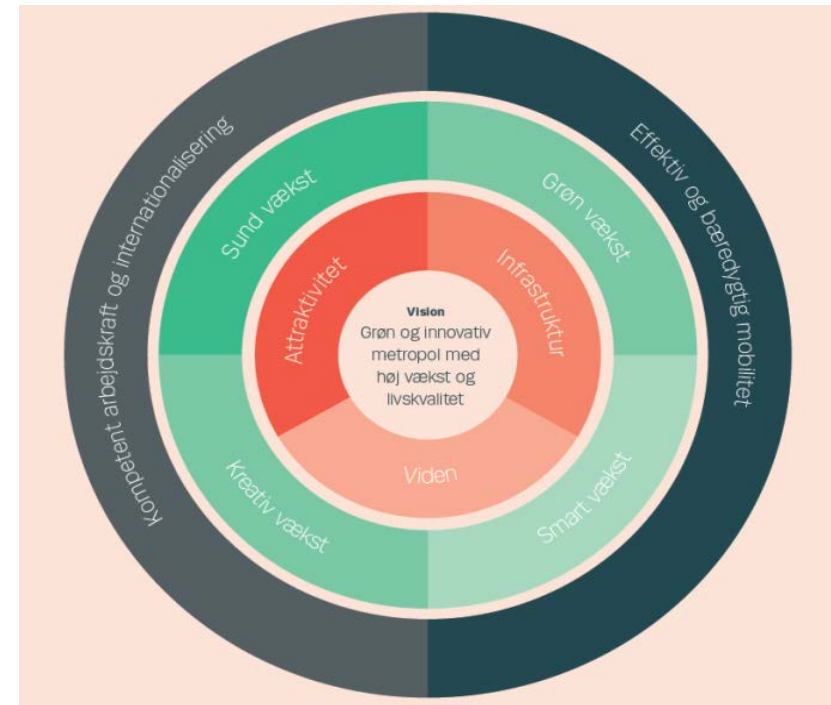 Kompetent arbejdskraft og internationalisering
Effektiv og bæredygtig mobilitet
Sund vækst
Grøn vækst
Kreativ vækst
Smart vækst
Attraktivitet
Infrastruktur
Viden
Vision
Grøn og innovativ
metropol med
høj vækst og
livskvalitet